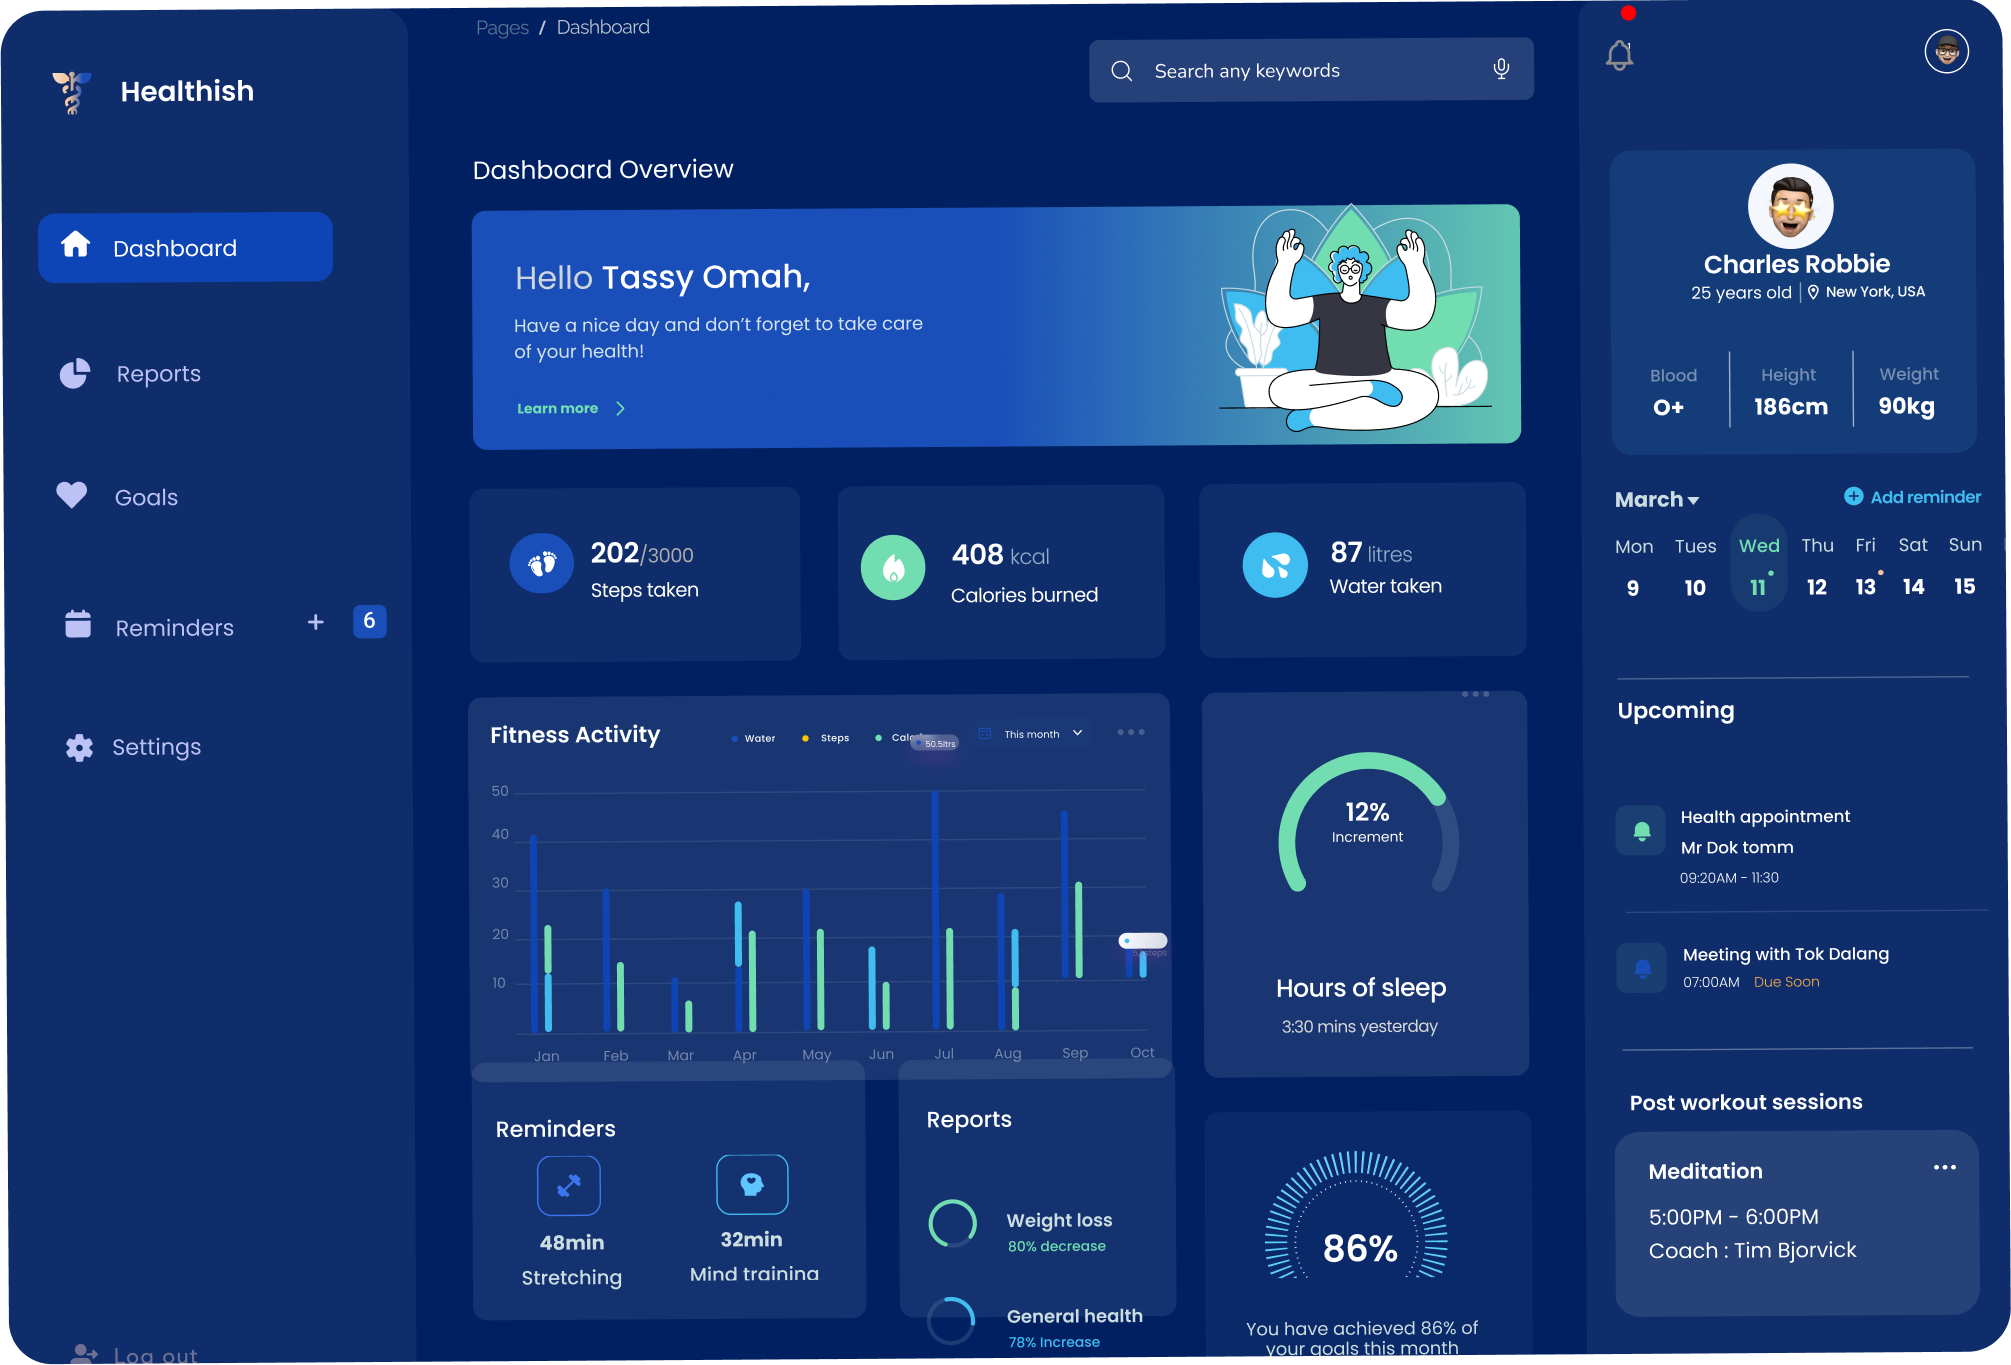 Healthish
Dashboard
Reports
Goals
Reminders
+
6
Settings
Log out
Pages / Dashboard
Search any keywords
Dashboard Overview
Hello Tassy Omah,
Have a nice day and don't forget to take care
of your health!
Learn more
202/3000
Steps taken
408 kcal
Calories burned
87 litres
Water taken
Fitness Activity
Water
Steps
50.5ltrs
This month
50
40
30
20
10
steps
Jan
Feb
Mar
Apr
May
Jun
Jul
Aug
Sep
Oct
12%
Increment
Hours of sleep
3:30 mins yesterday
Reminders
48min
Stretching
32min
Mind training
Reports
Weight loss
80% decrease
General health
78% Increase
86%
You have achieved 86% of
your goals this month
1
Charles Robbie
25 years old | New York, USA
Blood
O+
Height
186cm
Weight
90kg
March
Add reminder
Mon Tues Wed Thu Fri Sat Sun
9 10 11 12 13 14 15
Upcoming
Health appointment
Mr Dok tomm
09:20AM - 11:30
Meeting with Tok Dalang
07:00AM Due Soon
Post workout sessions
Meditation
5:00PM - 6:00PM
Coach : Tim Bjorvick